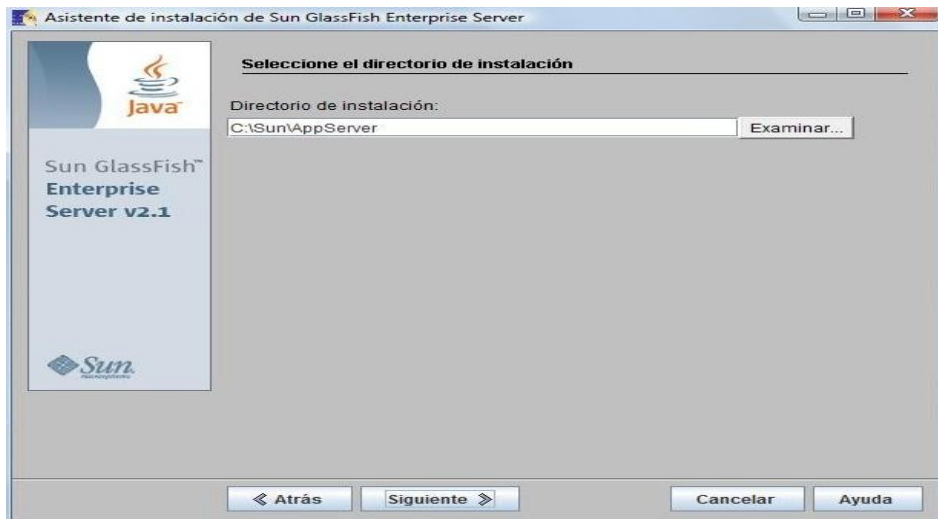 Asistente de instalación de Sun GlassFish Enterprise Server
Java
Sun GlassFish™
Enterprise
Server v2.1
Sun
Seleccione el directorio de instalación
Directorio de instalación:
C:\Sun\AppServer
Examinar...
Atrás
Siguiente
Cancelar
Ayuda